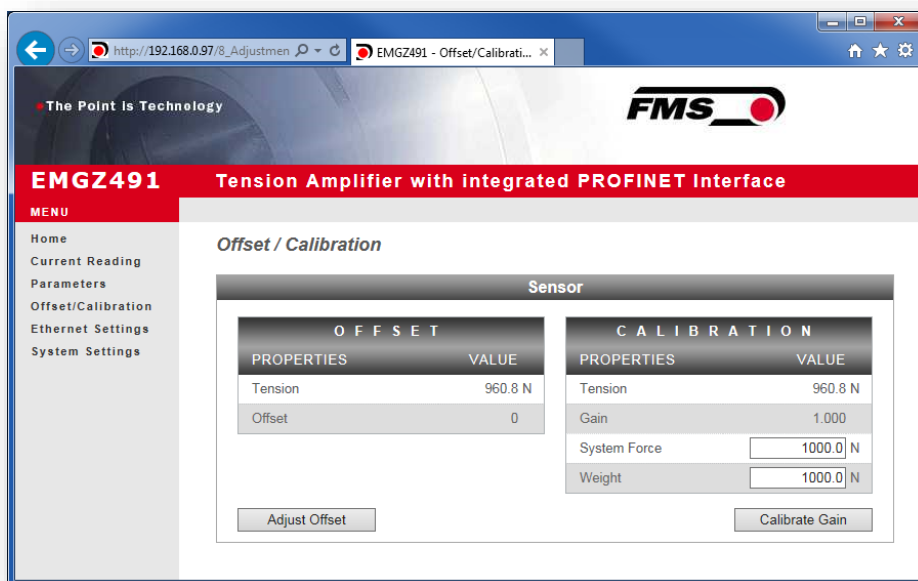 http://192.168.0.97/8_Adjustmen
EMGZ491 - Offset/Calibrati...
The Point Is Technology
FMS
EMGZ491
Tension Amplifier with integrated PROFINET Interface
MENU
Home
Current Reading
Parameters
Offset/Calibration
Ethernet Settings
System Settings
Offset / Calibration
Sensor
OFFSET
PROPERTIES VALUE
Tension 960.8 N
Offset 0
Adjust Offset
CALIBRATION
PROPERTIES VALUE
Tension 960.8 N
Gain 1.000
System Force 1000.0 N
Weight 1000.0 N
Calibrate Gain